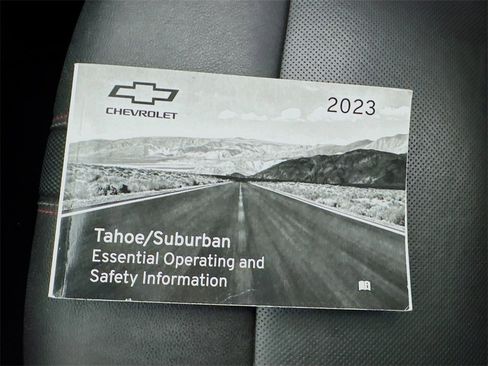 2023
CHEVROLET
Tahoe/Suburban
Essential Operating and
Safety Information